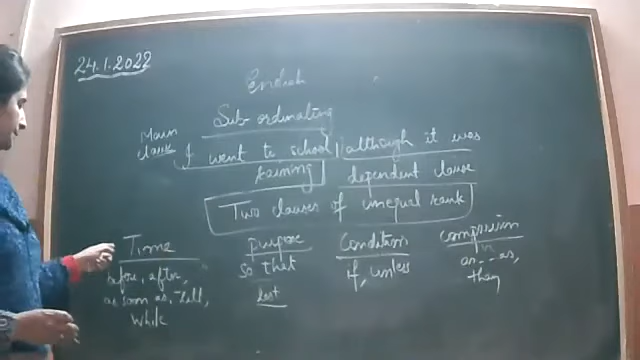 24.1.2022
English
Sub-ordinating
Main
clause
I went to school although it was
raining dependent clause
Two clauses of unequal rank
Time
before, after,
as soon as, Till,
while
purpose
so that
lest
Condition
if, unless
comparison
as...as,
than